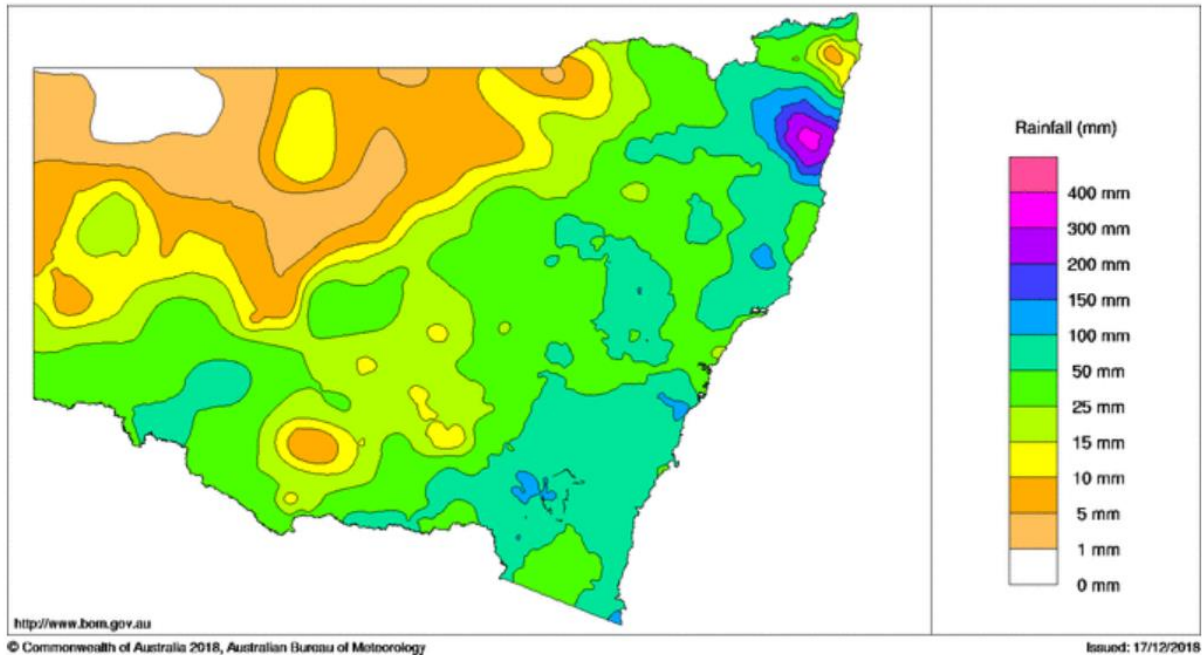 Rainfall (mm)
400 mm
300 mm
200 mm
150 mm
100 mm
50 mm
25 mm
15 mm
10 mm
5 mm
1 mm
0 mm
http://www.bom.gov.au
© Commonwealth of Australia 2018, Australian Bureau of Meteorology
Issued: 17/12/2018